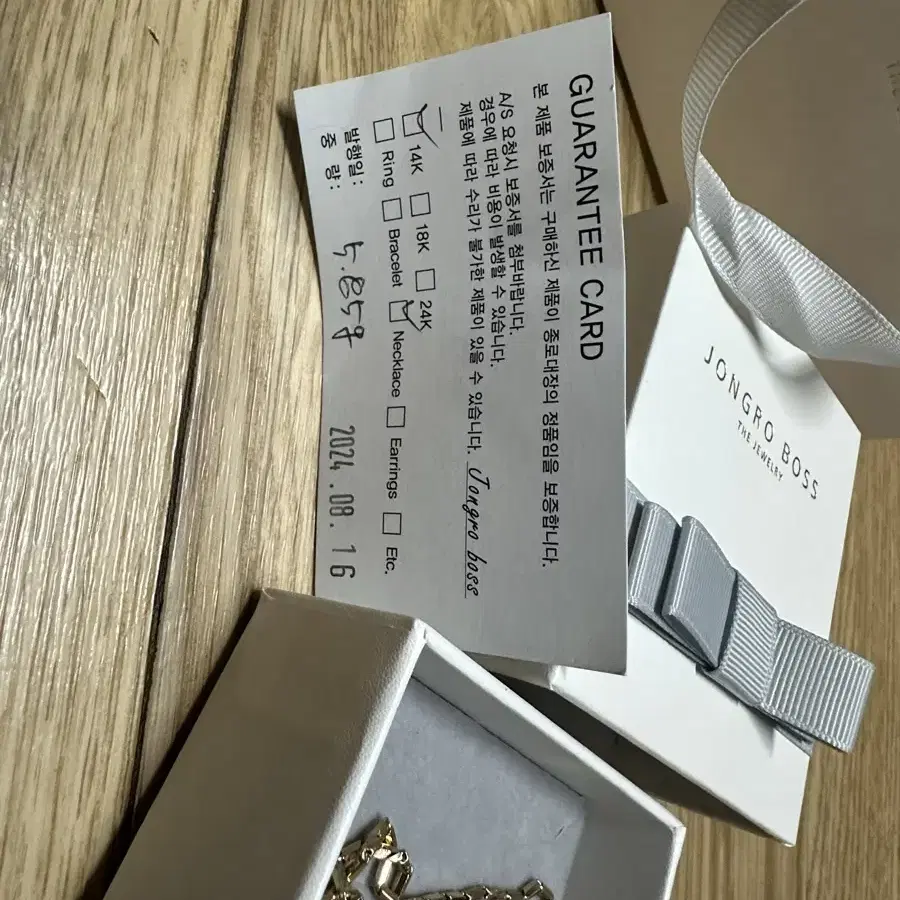 GUARANTEE CARD
본 제품 보증서는 구매하신 제품이 종로대장의 정품임을 보증합니다.
A/S 요청시 보증서를 첨부바랍니다.
경우에 따라 비용이 발생할 수 있습니다.
제품에 따라 수리가 불가한 제품이 있을 수 있습니다. Jongro boss
14K 18K 24K
Ring Bracelet Necklace Earrings Etc.
발행일: 2024.08.16
중 량: 5.85g
JONGRO BOSS
THE JEWELRY